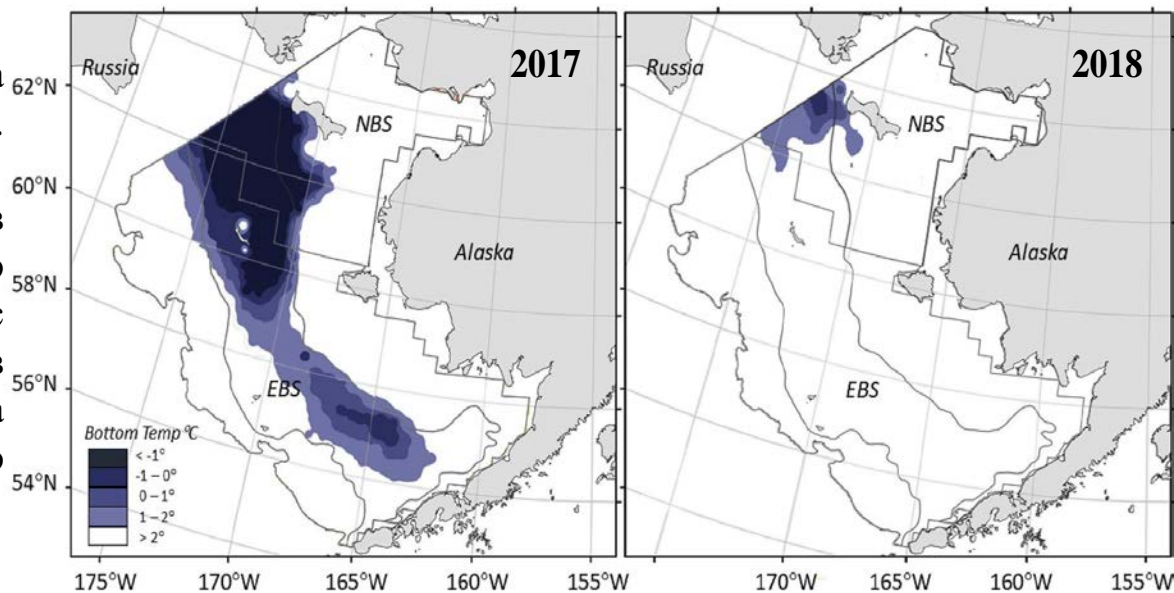 2017
Russia
NBS
Alaska
EBS
Bottom Temp °C
< -1°
-1 – 0°
0 – 1°
1 – 2°
> 2°
62°N
60°N
58°N
56°N
54°N
175°W
170°W
165°W
160°W
155°W
2018
Russia
NBS
Alaska
EBS
170°W
165°W
160°W
155°W